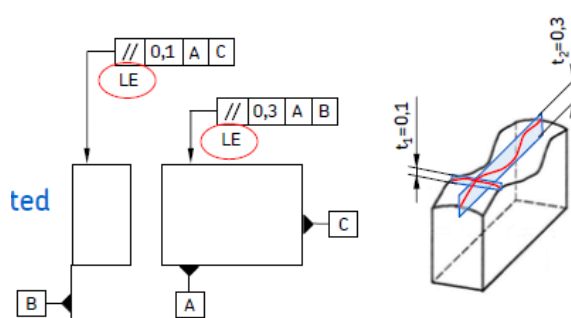 // 0,1 A C
LE
// 0,3 A B
LE
ted
C
B
A
t₁=0,1
t₂=0,3